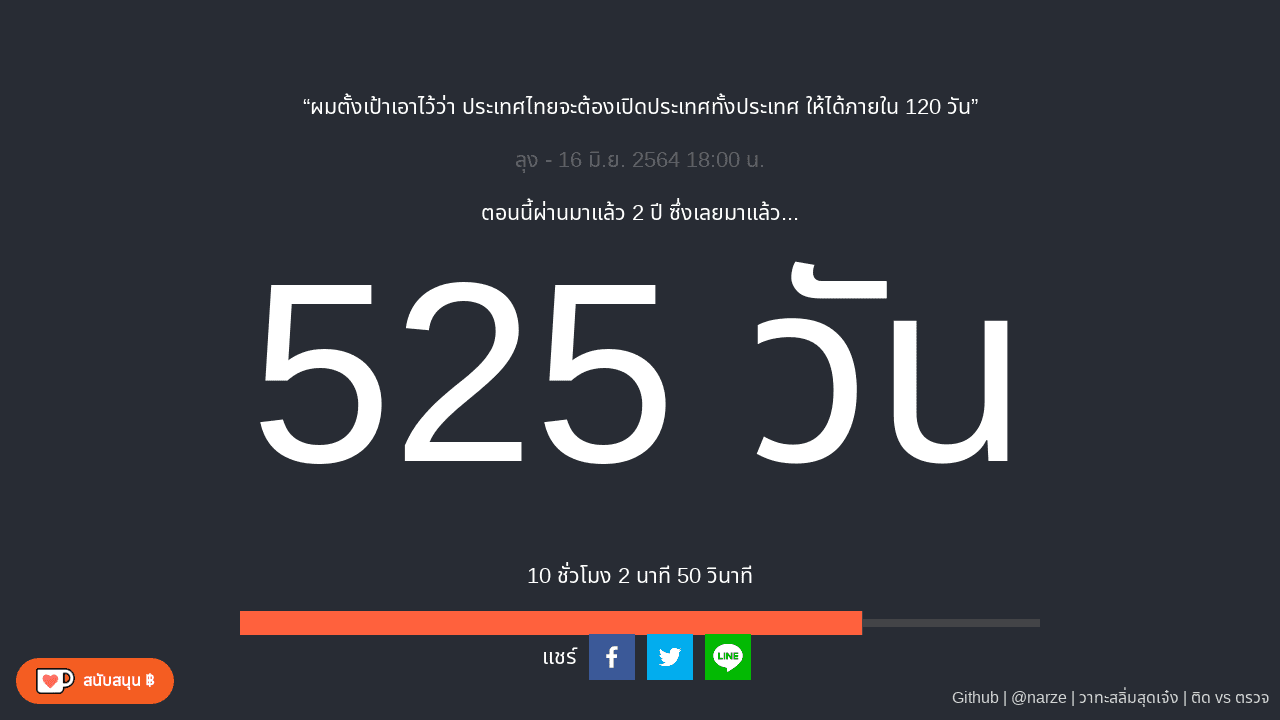 “ผมตั้งเป้าเอาไว้ว่า ประเทศไทยจะต้องเปิดประเทศทั้งประเทศ ให้ได้ภายใน 120 วัน”
ลุง - 16 มิ.ย. 2564 18:00 น.
ตอนนี้ผ่านมาแล้ว 2 ปี ซึ่งเลยมาแล้ว...
525 วัน
10 ชั่วโมง 2 นาที 50 วินาที
แชร์
LINE
สนับสนุน ฿
Github | @narze | วาทะสลิ่มสุดเจ๋ง | ติด vs ตรวจ